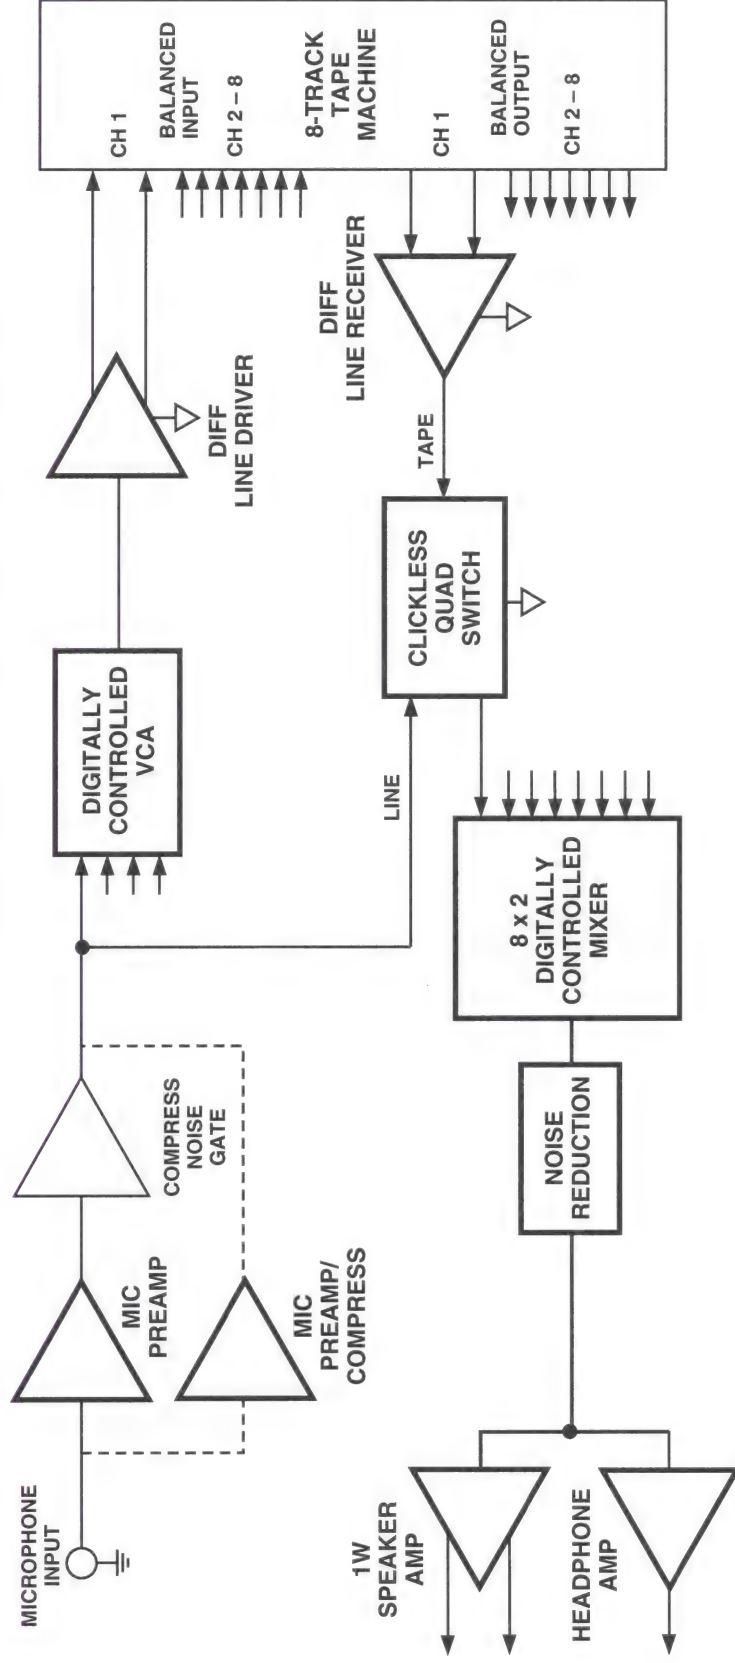 MICROPHONE
INPUT
MIC
PREAMP
MIC
PREAMP/
COMPRESS
COMPRESS
NOISE
GATE
DIGITALLY
CONTROLLED
VCA
DIFF
LINE DRIVER
CH 1
BALANCED
INPUT
CH 2 – 8
8-TRACK
TAPE
MACHINE
CH 1
BALANCED
OUTPUT
CH 2 – 8
DIFF
LINE RECEIVER
TAPE
CLICKLESS
QUAD
SWITCH
LINE
8 x 2
DIGITALLY
CONTROLLED
MIXER
NOISE
REDUCTION
1W
SPEAKER
AMP
HEADPHONE
AMP